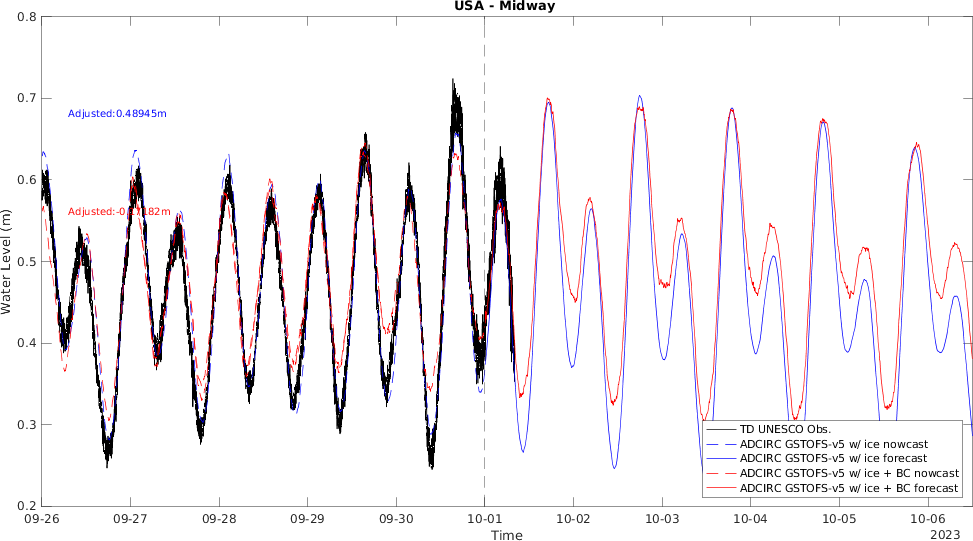 USA - Midway
0.8
0.7
0.6
0.5
0.4
0.3
0.2
Water Level (m)
Adjusted:0.48945m
TD UNESCO Obs.
ADCIRC GSTOFS-v5 w/ ice nowcast
ADCIRC GSTOFS-v5 w/ ice forecast
ADCIRC GSTOFS-v5 w/ ice + BC nowcast
ADCIRC GSTOFS-v5 w/ ice + BC forecast
09-26 09-27 09-28 09-29 09-30 10-01 10-02 10-03 10-04 10-05 10-06
Time
2023